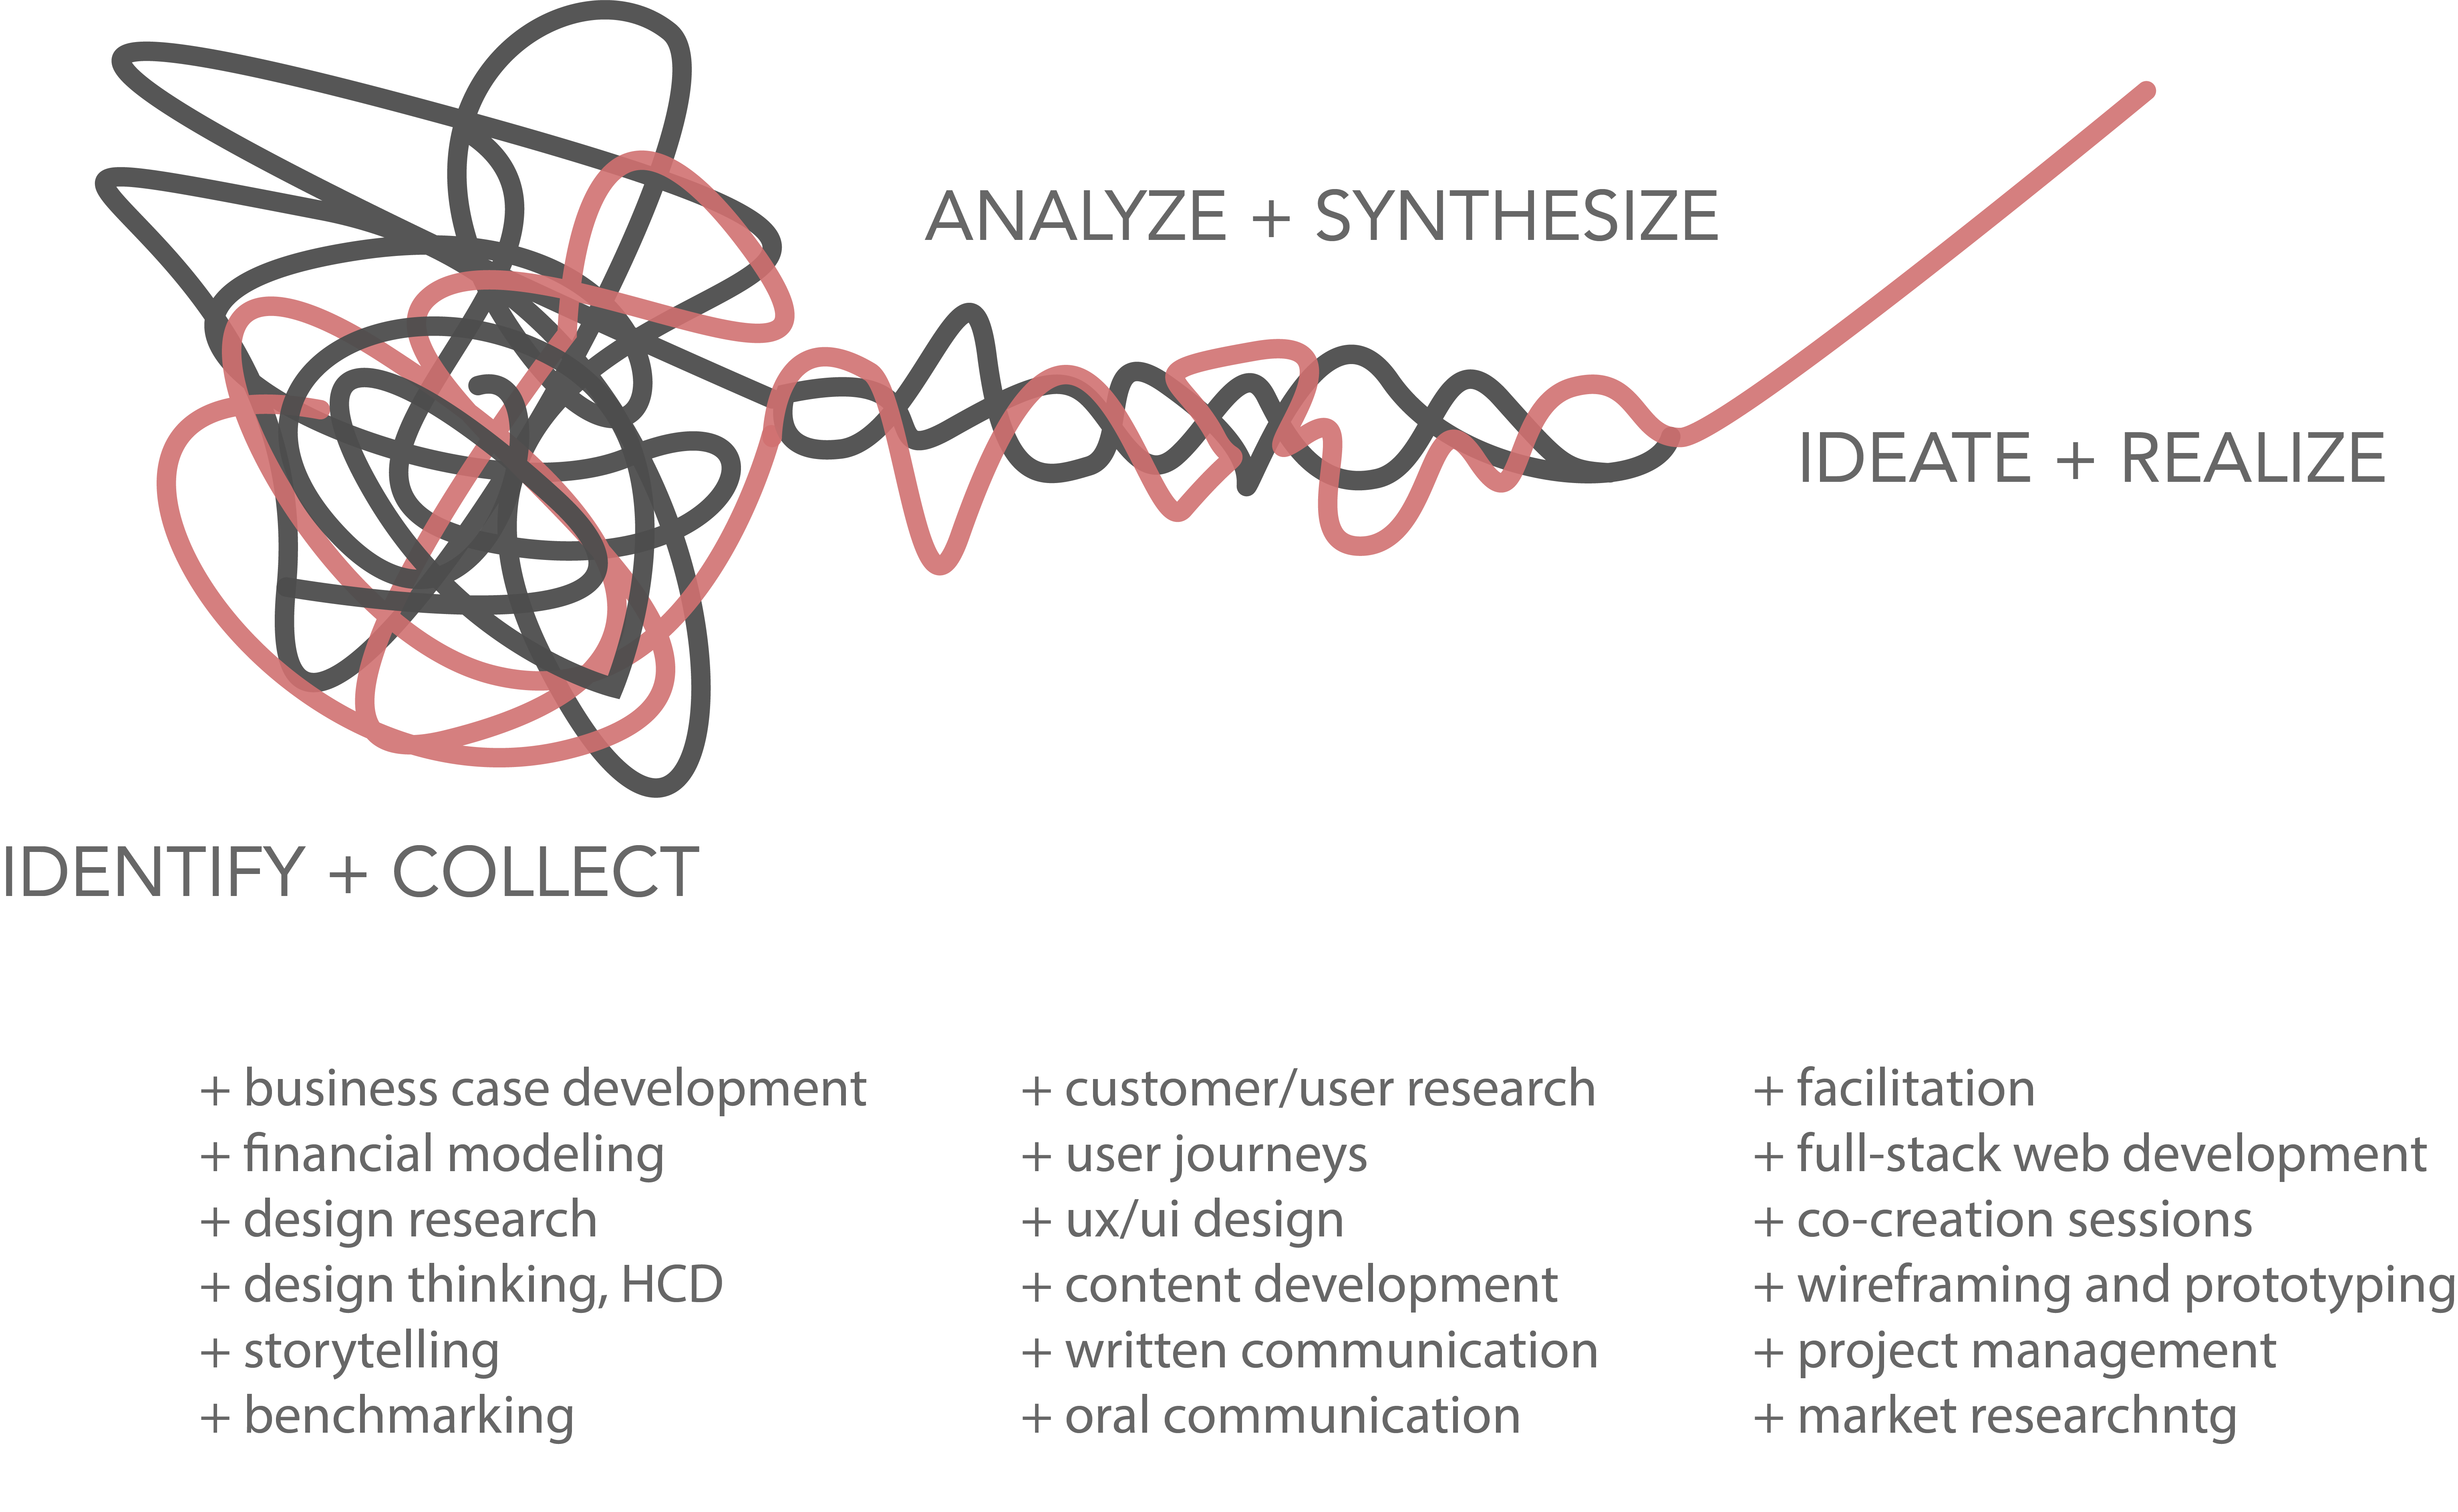 ANALYZE + SYNTHESIZE
IDEATE + REALIZE
IDENTIFY + COLLECT
+ business case development
+ financial modeling
+ design research
+ design thinking, HCD
+ storytelling
+ benchmarking
+ customer/user research
+ user journeys
+ ux/ui design
+ content development
+ written communication
+ oral communication
+ facilitation
+ full-stack web development
+ co-creation sessions
+ wireframing and prototyping
+ project management
+ market researchntg